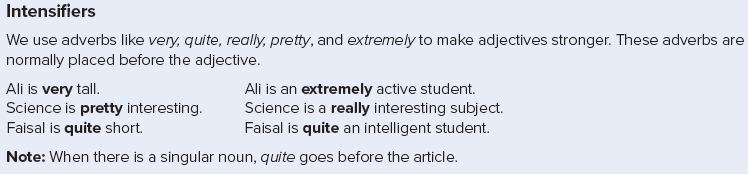 Intensifiers
We use adverbs like very, quite, really, pretty, and extremely to make adjectives stronger. These adverbs are
normally placed before the adjective.
Ali is very tall. Ali is an extremely active student.
Science is pretty interesting. Science is a really interesting subject.
Faisal is quite short. Faisal is quite an intelligent student.
Note: When there is a singular noun, quite goes before the article.